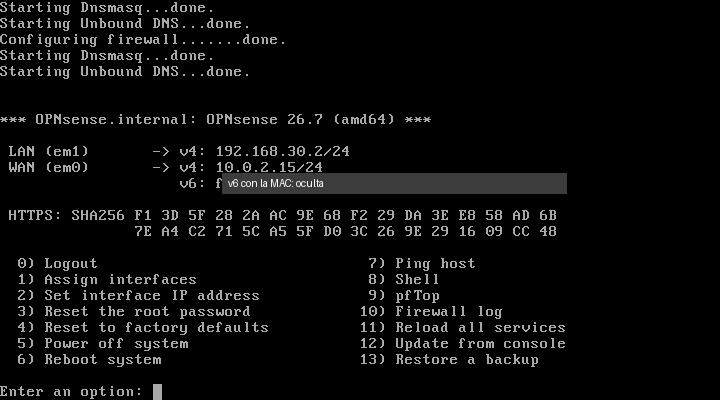 Starting Dnsmasq...done.
Starting Unbound DNS...done.
Configuring firewall.......done.
Starting Dnsmasq...done.
Starting Unbound DNS...done.
*** OPNsense.internal: OPNsense 26.7 (amd64) ***
LAN (em1) -> v4: 192.168.30.2/24
WAN (em0) -> v4: 10.0.2.15/24
v6: f v6 con la MAC: oculta
HTTPS: SHA256 F1 3D 5F 28 2A AC 9E 68 F2 29 DA 3E E8 58 AD 6B
7E A4 C2 71 5C A5 5F D0 3C 26 9E 29 16 09 CC 48
0) Logout 7) Ping host
1) Assign interfaces 8) Shell
2) Set interface IP address 9) pfTop
3) Reset the root password 10) Firewall log
4) Reset to factory defaults 11) Reload all services
5) Power off system 12) Update from console
6) Reboot system 13) Restore a backup
Enter an option: